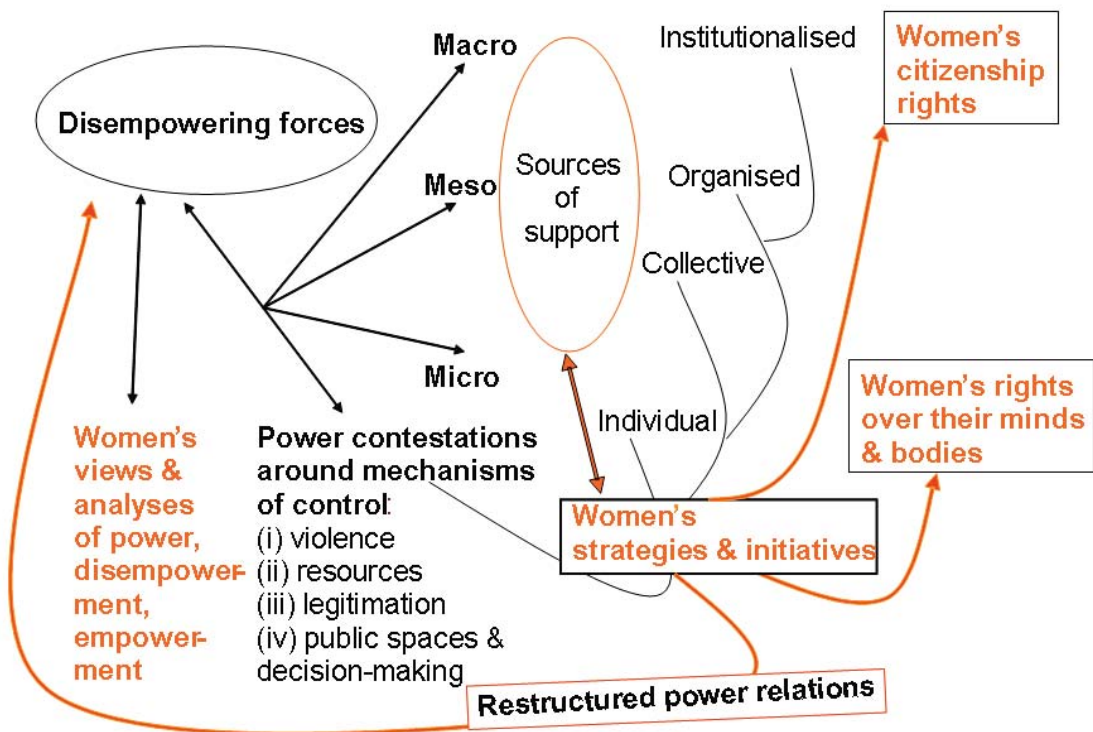 Disempowering forces
Macro
Meso
Micro
Sources
of
support
Institutionalised
Organised
Collective
Individual
Women's
citizenship
rights
Women's rights
over their minds
& bodies
Women's
views &
analyses
of power,
disempower-
ment,
empower-
ment
Power contestations
around mechanisms
of control:
(i) violence
(ii) resources
(iii) legitimation
(iv) public spaces &
decision-making
Women's
strategies & initiatives
Restructured power relations